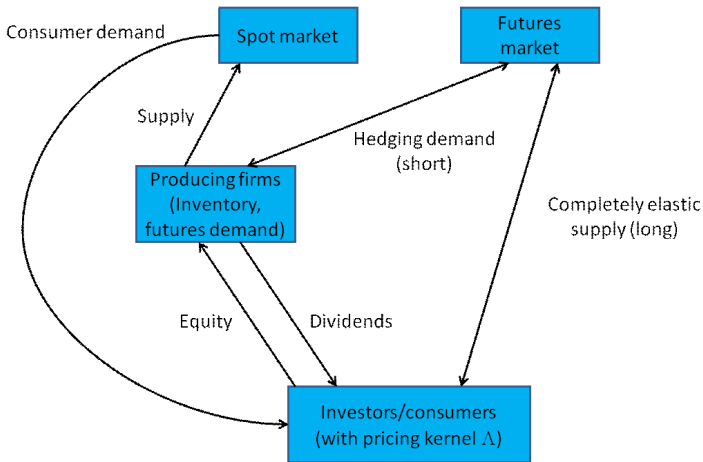 Consumer demand
Spot market
Futures
market
Supply
Hedging demand
(short)
Producing firms
(Inventory,
futures demand)
Completely elastic
supply (long)
Equity
Dividends
Investors/consumers
(with pricing kernel Λ)